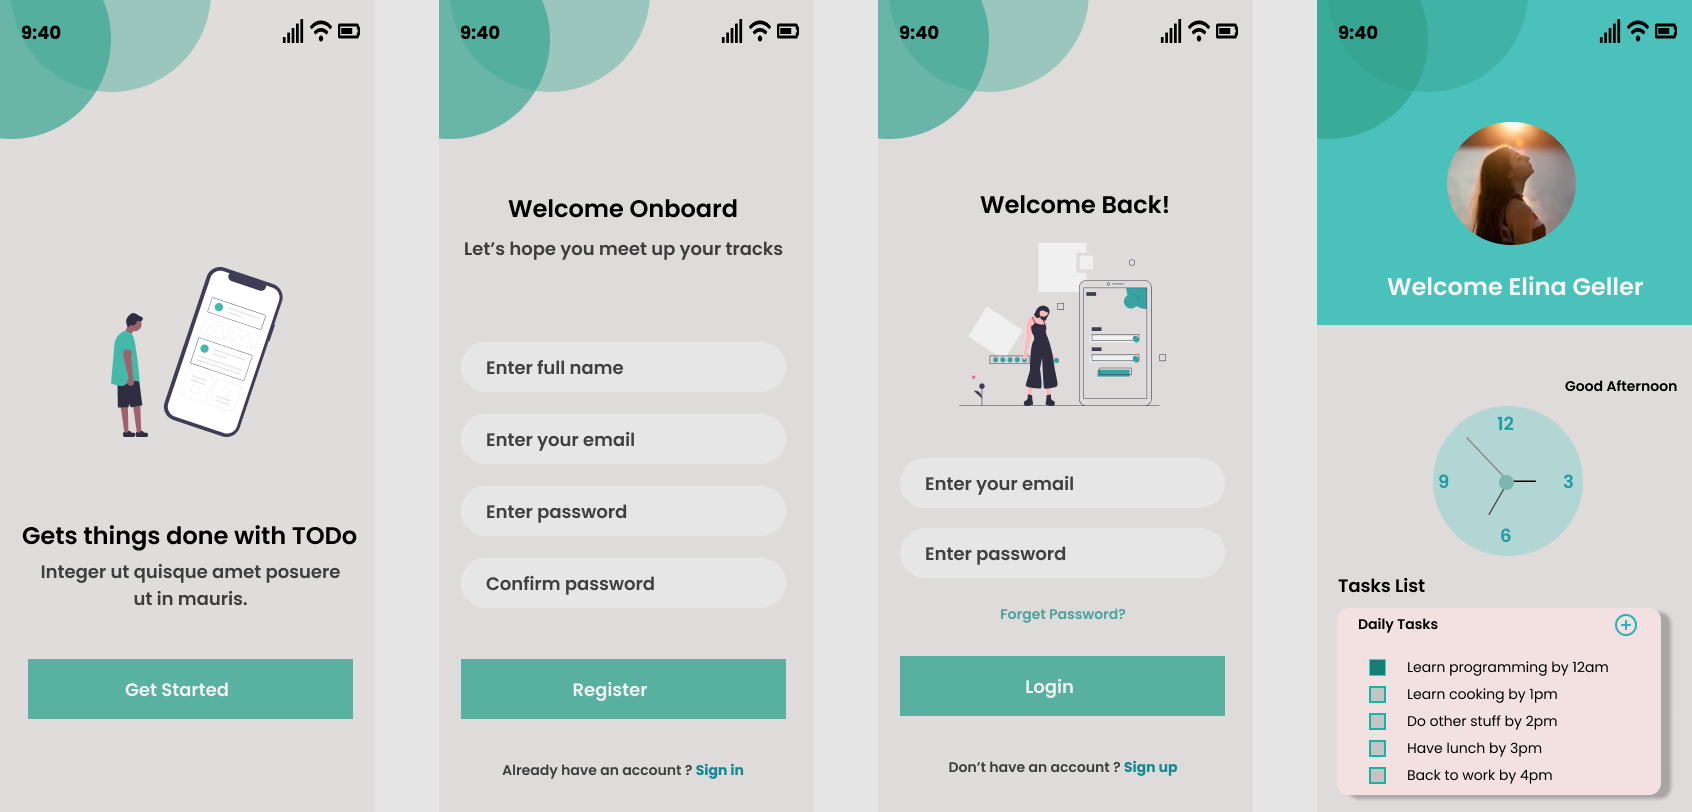 9:40
Gets things done with TODo
Integer ut quisque amet posuere
ut in mauris.
Get Started
9:40
Welcome Onboard
Let's hope you meet up your tracks
Enter full name
Enter your email
Enter password
Confirm password
Register
Already have an account ? Sign in
9:40
Welcome Back!
Enter your email
Enter password
Forget Password?
Login
Don't have an account ? Sign up
9:40
Welcome Elina Geller
Good Afternoon
12
9
3
6
Tasks List
Daily Tasks
Learn programming by 12am
Learn cooking by 1pm
Do other stuff by 2pm
Have lunch by 3pm
Back to work by 4pm